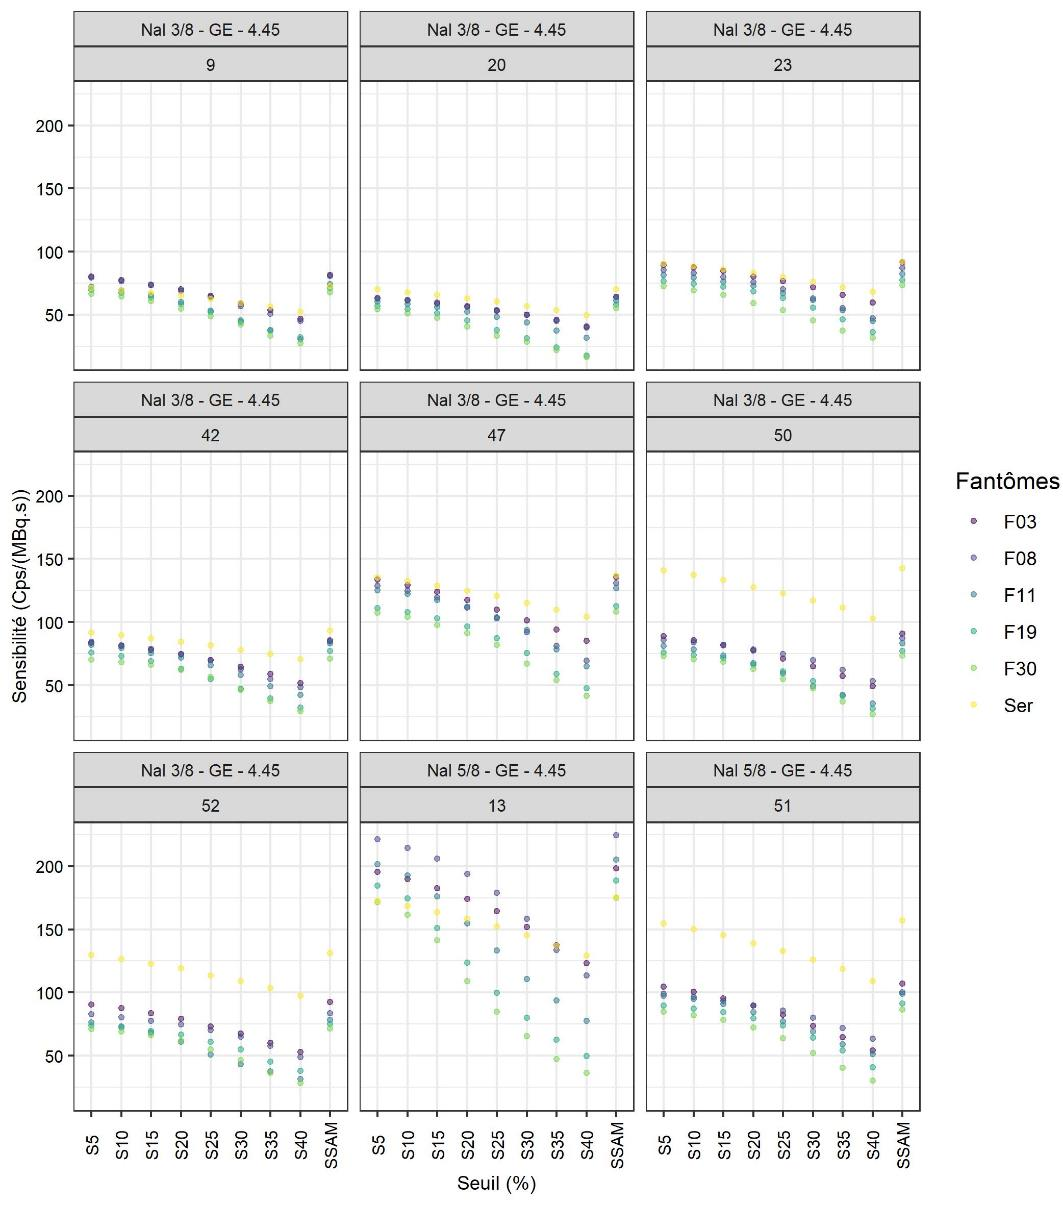 NaI 3/8 - GE - 4.45
NaI 3/8 - GE - 4.45
NaI 3/8 - GE - 4.45
9
20
23
200
150
100
50
NaI 3/8 - GE - 4.45
NaI 3/8 - GE - 4.45
NaI 3/8 - GE - 4.45
42
47
50
200
150
100
50
Sensibilité (Cps/(MBq.s))
NaI 3/8 - GE - 4.45
NaI 5/8 - GE - 4.45
NaI 5/8 - GE - 4.45
52
13
51
200
150
100
50
S5
S10
S15
S20
S25
S30
S35
S40
SSAM
S5
S10
S15
S20
S25
S30
S35
S40
SSAM
S5
S10
S15
S20
S25
S30
S35
S40
SSAM
Seuil (%)
Fantômes
F03
F08
F11
F19
F30
Ser